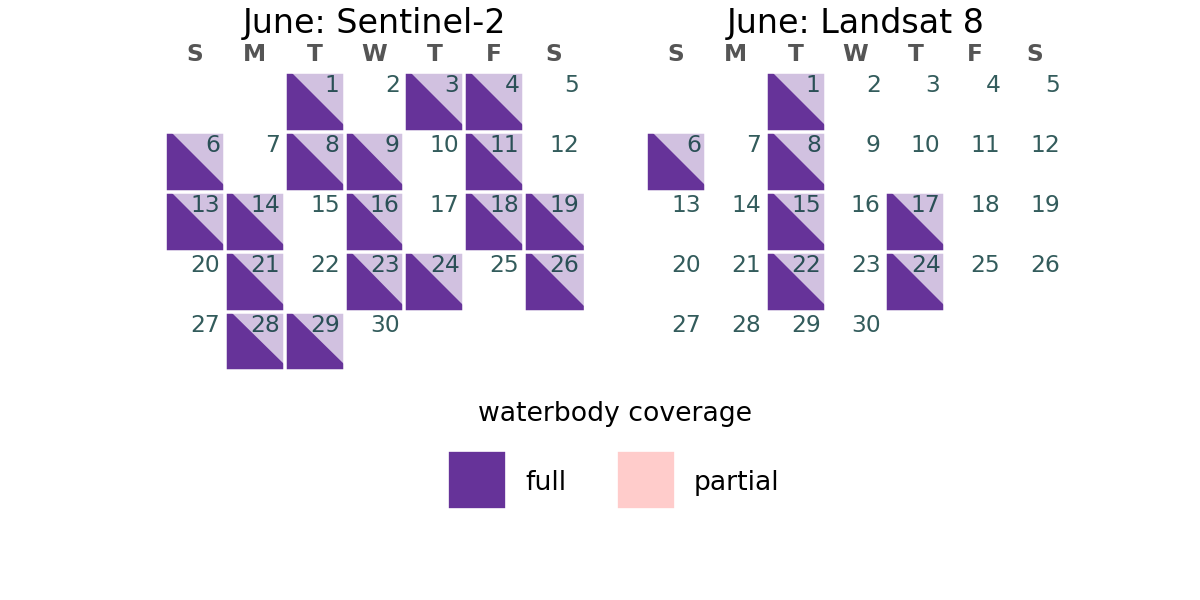 June: Sentinel-2
S M T W T F S
1 2 3 4 5
6 7 8 9 10 11 12
13 14 15 16 17 18 19
20 21 22 23 24 25 26
27 28 29 30
June: Landsat 8
S M T W T F S
1 2 3 4 5
6 7 8 9 10 11 12
13 14 15 16 17 18 19
20 21 22 23 24 25 26
27 28 29 30
waterbody coverage
full partial